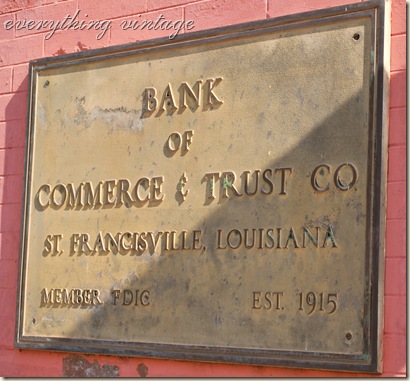 everything vintage
BANK
OF
COMMERCE & TRUST CO.
ST. FRANCISVILLE, LOUISIANA
MEMBER FDIC EST. 1915